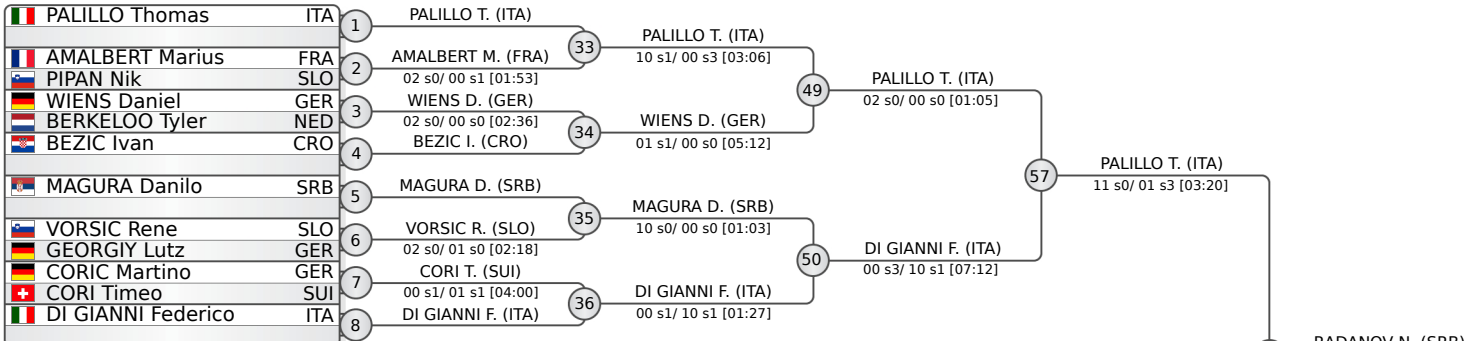 PALILLO Thomas ITA
AMALBERT Marius FRA
PIPAN Nik SLO
WIENS Daniel GER
BERKELOO Tyler NED
BEZIC Ivan CRO
MAGURA Danilo SRB
VORSIC Rene SLO
GEORGIY Lutz GER
CORIC Martino GER
CORI Timeo SUI
DI GIANNI Federico ITA
1
2
3
4
5
6
7
8
PALILLO T. (ITA)
AMALBERT M. (FRA)
02 s0/ 00 s1 [01:53]
WIENS D. (GER)
02 s0/ 00 s0 [02:36]
BEZIC I. (CRO)
MAGURA D. (SRB)
VORSIC R. (SLO)
02 s0/ 01 s0 [02:18]
CORI T. (SUI)
00 s1/ 01 s1 [04:00]
DI GIANNI F. (ITA)
33
34
35
36
PALILLO T. (ITA)
10 s1/ 00 s3 [03:06]
WIENS D. (GER)
01 s1/ 00 s0 [05:12]
MAGURA D. (SRB)
10 s0/ 00 s0 [01:03]
DI GIANNI F. (ITA)
00 s1/ 10 s1 [01:27]
49
50
PALILLO T. (ITA)
02 s0/ 00 s0 [01:05]
DI GIANNI F. (ITA)
00 s3/ 10 s1 [07:12]
57
PALILLO T. (ITA)
11 s0/ 01 s3 [03:20]
RADANOV N. (SRB)